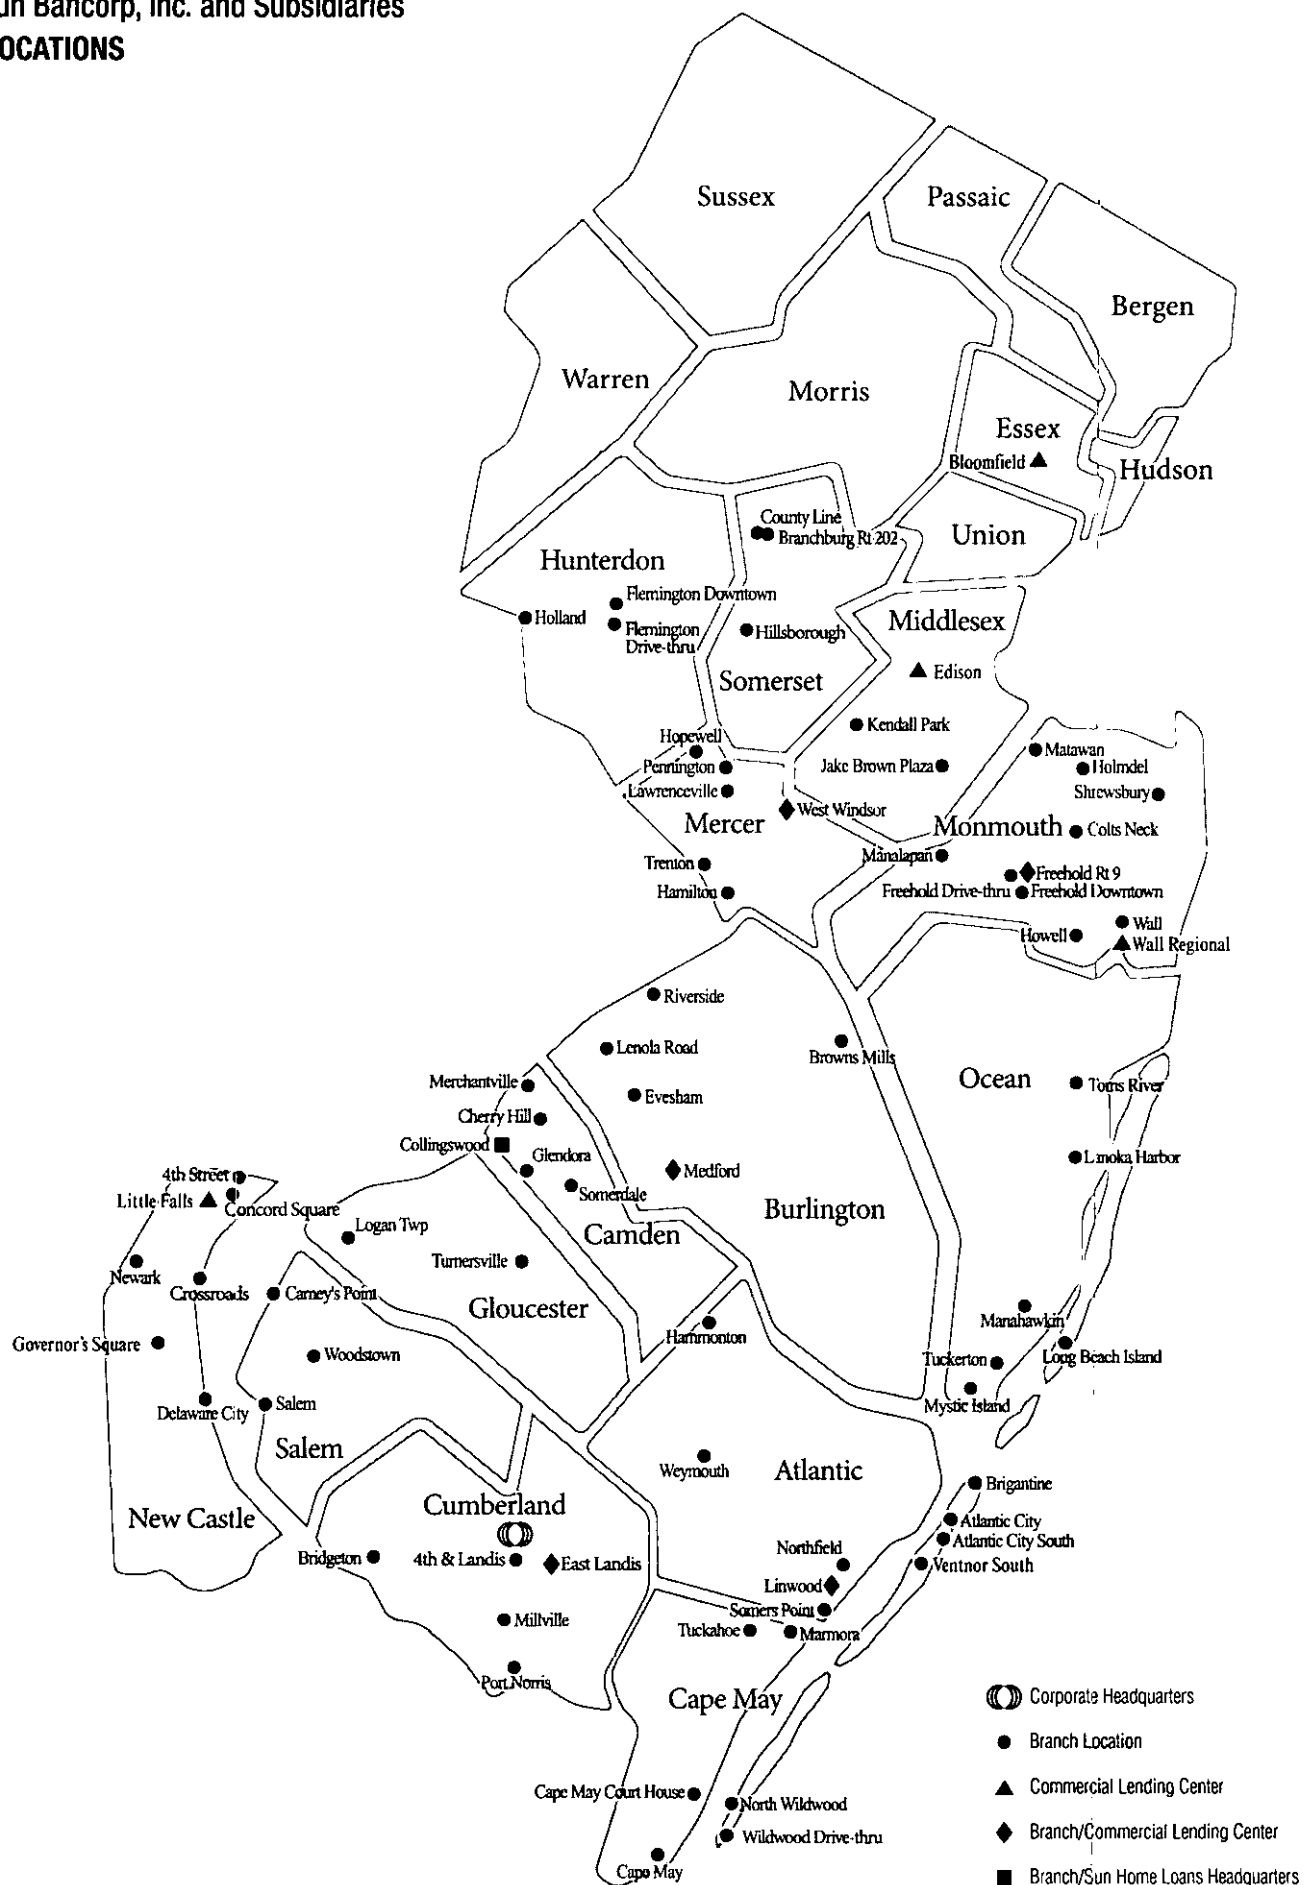 un Bancorp, Inc. and Subsidiaries
OCATIONS
Sussex
Passaic
Bergen
Warren
Morris
Essex
Bloomfield
Hudson
County Line
Branchburg Rt 202
Union
Hunterdon
Flemington Downtown
Holland
Flemington
Drive-thru
Hillsborough
Middlesex
Somerset
Edison
Kendall Park
Hopewell
Matawan
Pennington
Jake Brown Plaza
Holmdel
Lawrenceville
Shrewsbury
West Windsor
Mercer
Monmouth
Colts Neck
Manalapan
Trenton
Freehold Rt 9
Hamilton
Freehold Drive-thru
Freehold Downtown
Wall
Howell
Wall Regional
Riverside
Lenola Road
Browns Mills
Merchantville
Ocean
Toms River
Evesham
Cherry Hill
Collingswood
Glendora
Lanoka Harbor
4th Street
Medford
Little Falls
Somerdale
Concord Square
Burlington
Logan Twp
Camden
Turnersville
Newark
Crossroads
Carney's Point
Gloucester
Manahawkin
Hammonton
Governor's Square
Woodstown
Tuckerton
Long Beach Island
Delaware City
Salem
Mystic Island
Salem
Weymouth
Atlantic
Brigantine
Cumberland
New Castle
Atlantic City
Atlantic City South
Northfield
Bridgeton
4th & Landis
East Landis
Ventnor South
Linwood
Somers Point
Millville
Tuckahoe
Marmora
Port Norris
Cape May
Corporate Headquarters
Branch Location
Commercial Lending Center
Cape May Court House
North Wildwood
Branch/Commercial Lending Center
Wildwood Drive-thru
Cape May
Branch/Sun Home Loans Headquarters